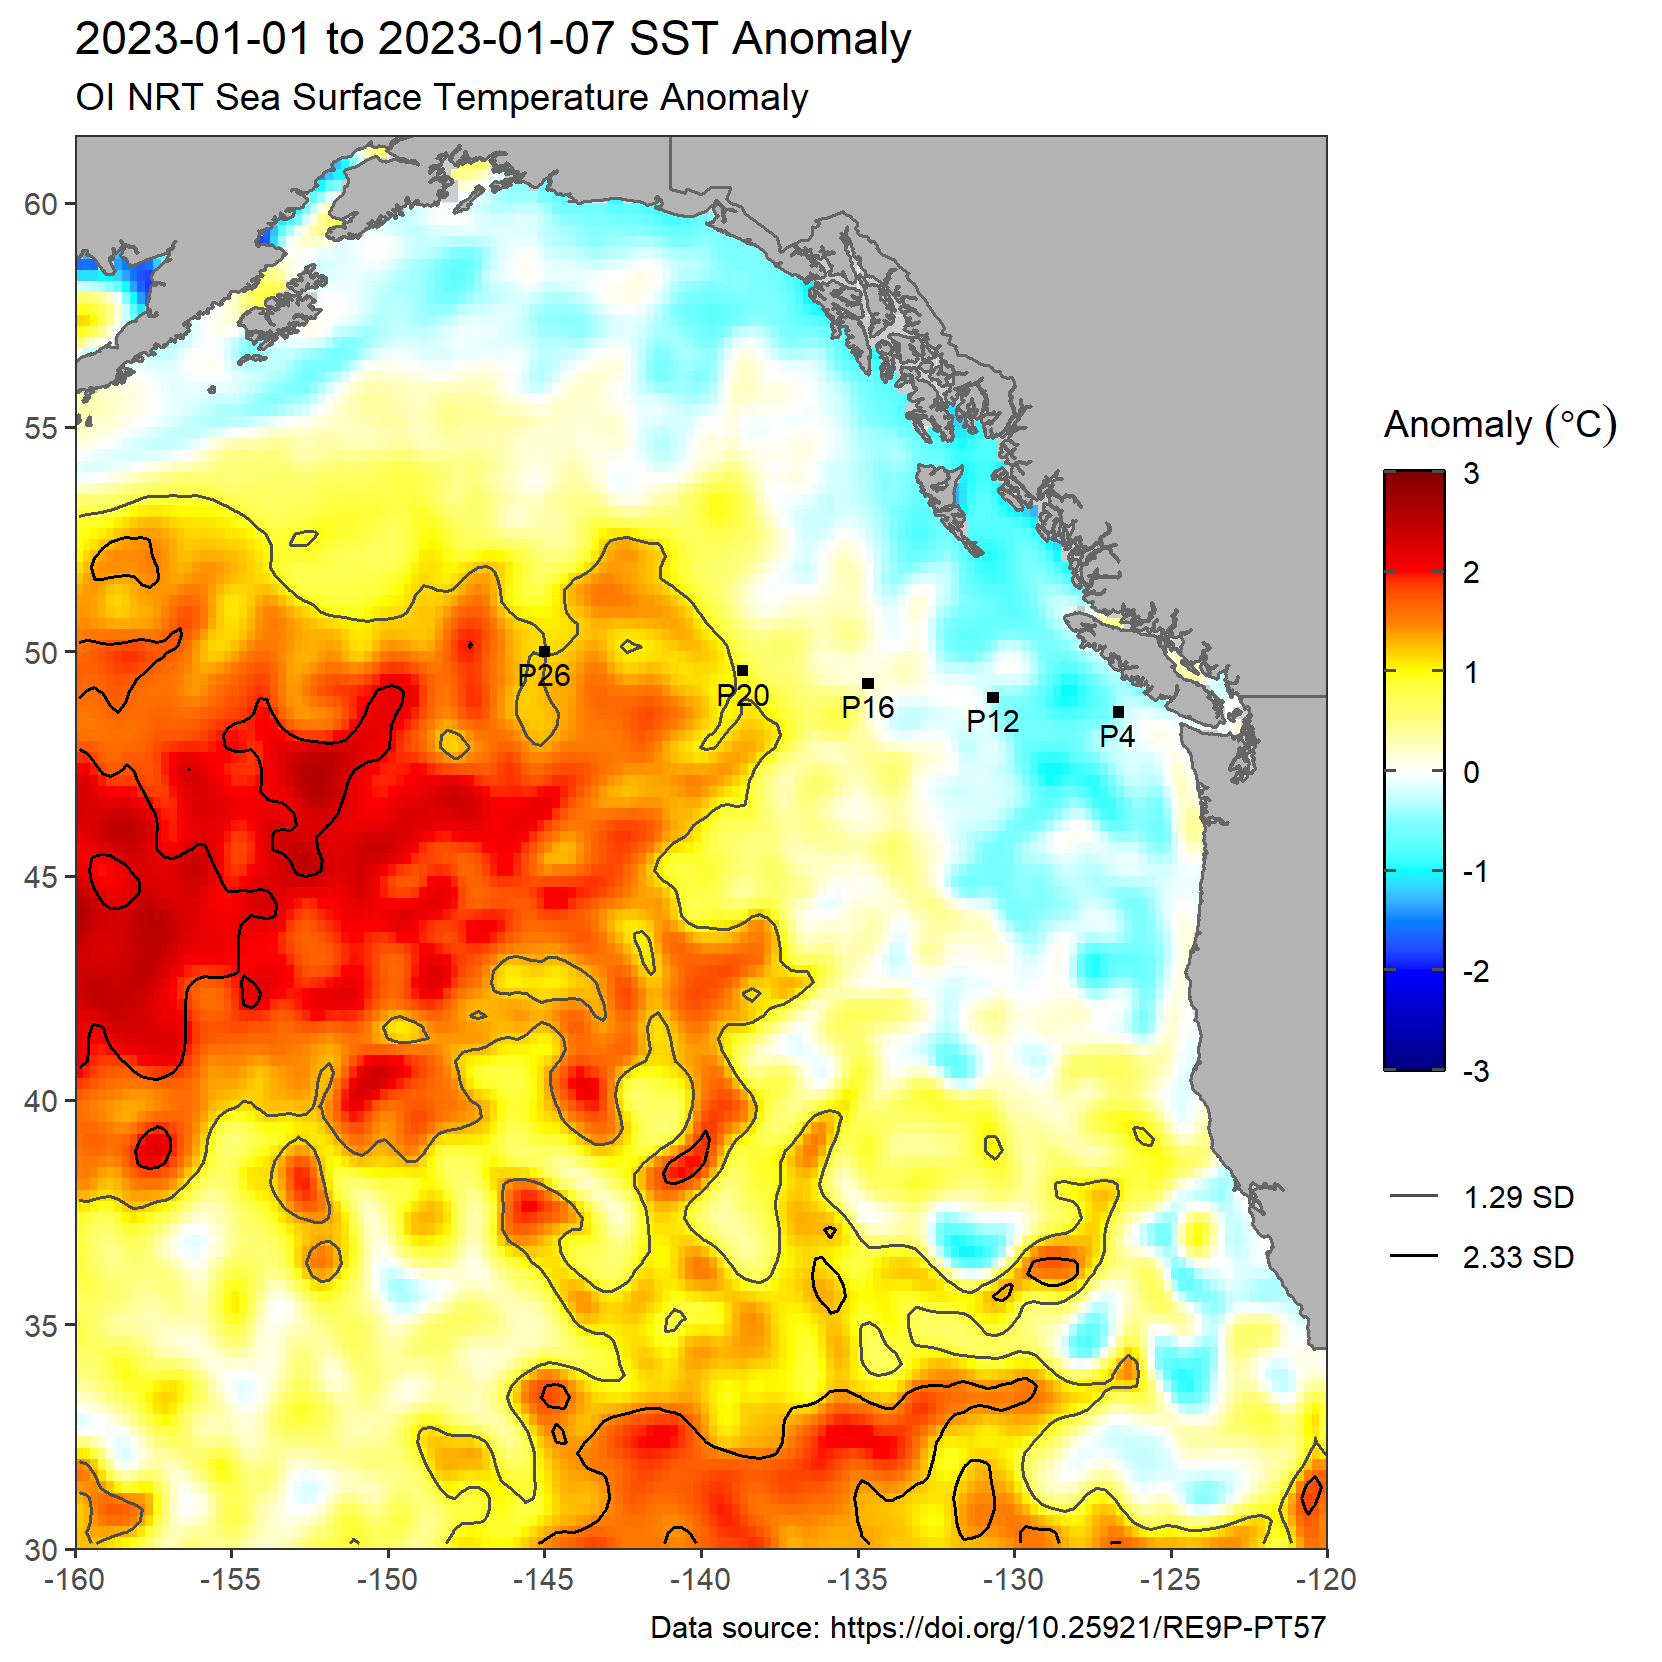 2023-01-01 to 2023-01-07 SST Anomaly
OI NRT Sea Surface Temperature Anomaly
60
55
50
45
40
35
30
-160
-155
-150
-145
-140
-135
-130
-125
-120
P26
P20
P16
P12
P4
Anomaly (°C)
3
2
1
0
-1
-2
-3
1.29 SD
2.33 SD
Data source: https://doi.org/10.25921/RE9P-PT57